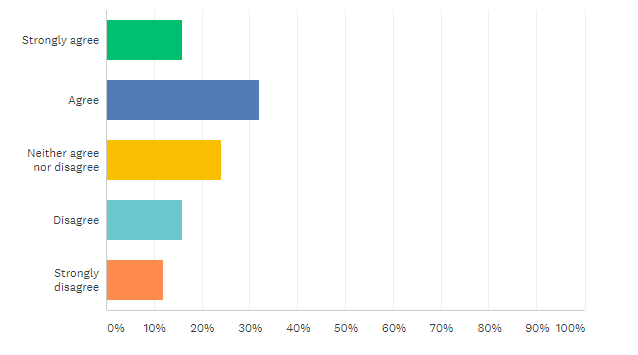 Strongly agree
Agree
Neither agree
nor disagree
Disagree
Strongly
disagree
0% 10% 20% 30% 40% 50% 60% 70% 80% 90% 100%